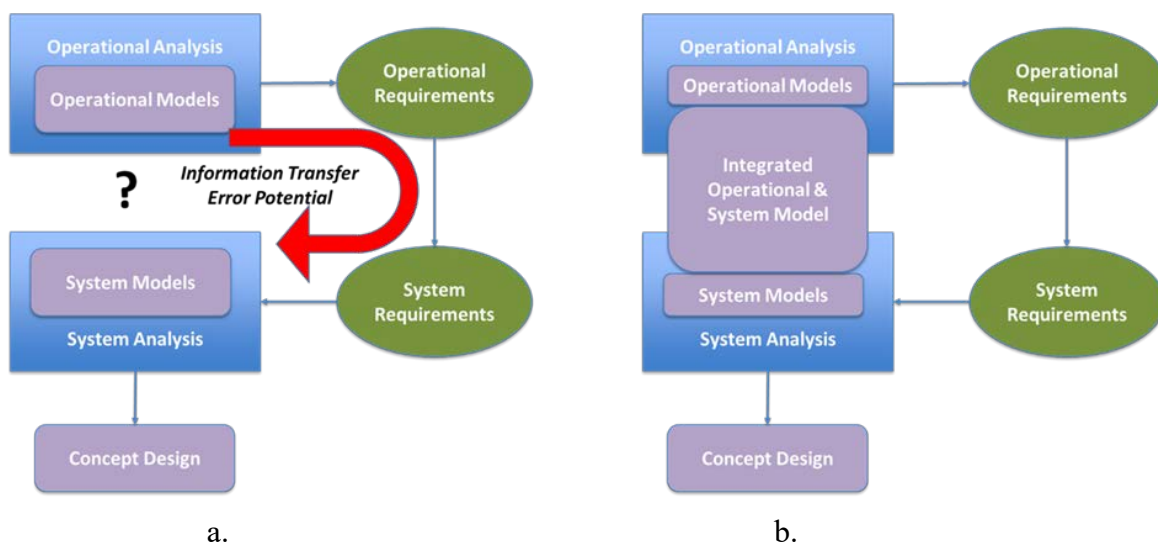 Operational Analysis
Operational Models
Operational
Requirements
?
Information Transfer
Error Potential
System Models
System Analysis
System
Requirements
Concept Design
a.
Operational Analysis
Operational Models
Operational
Requirements
Integrated
Operational &
System Model
System Models
System Analysis
System
Requirements
Concept Design
b.